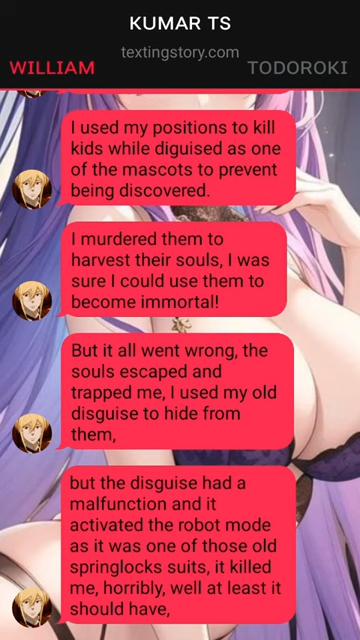 KUMAR TS
textingstory.com
WILLIAM TODOROKI
I used my positions to kill
kids while diguised as one
of the mascots to prevent
being discovered.
I murdered them to
harvest their souls, I was
sure I could use them to
become immortal!
But it all went wrong, the
souls escaped and
trapped me, I used my old
disguise to hide from
them,
but the disguise had a
malfunction and it
activated the robot mode
as it was one of those old
springlocks suits, it killed
me, horribly, well at least it
should have,